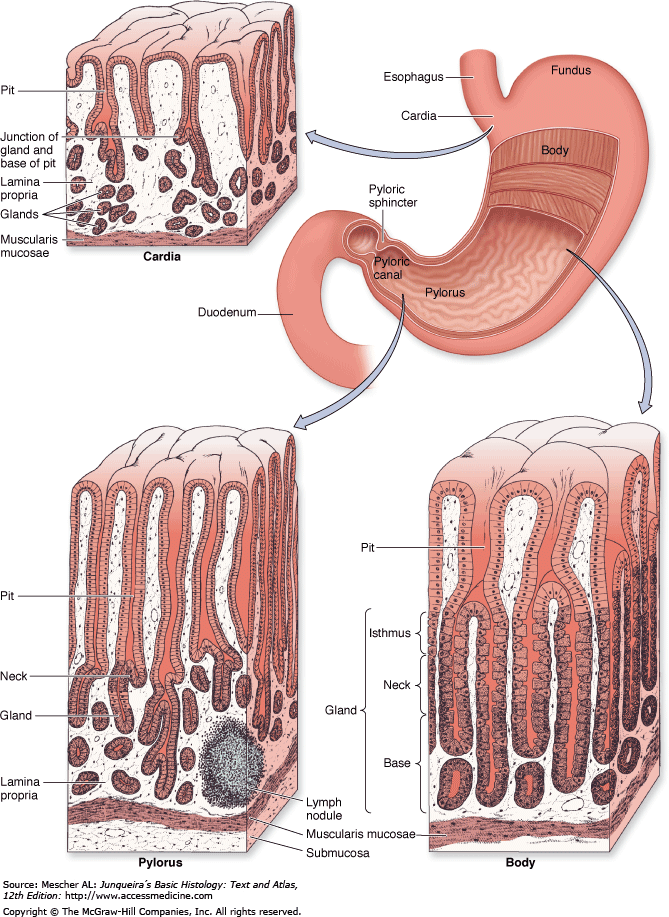 Pit
Junction of
gland and
base of pit
Lamina
propria
Glands
Muscularis
mucosae
Cardia
Esophagus
Fundus
Cardia
Body
Pyloric
sphincter
Pyloric
canal
Pylorus
Duodenum
Pit
Neck
Gland
Lamina
propria
Lymph
nodule
Muscularis mucosae
Submucosa
Pylorus
Pit
Isthmus
Neck
Gland
Base
Body
Source: Mescher AL: Junqueira´s Basic Histology: Text and Atlas,
12th Edition: http://www.accessmedicine.com
Copyright © The McGraw-Hill Companies, Inc. All rights reserved.